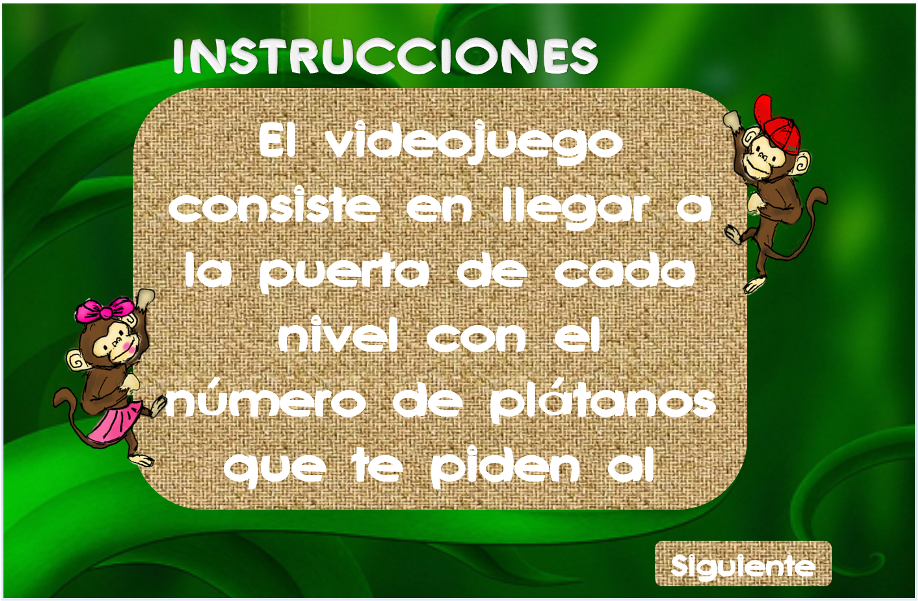 INSTRUCCIONES
El videojuego
consiste en llegar a
la puerta de cada
nivel con el
número de plátanos
que te piden al
Siguiente